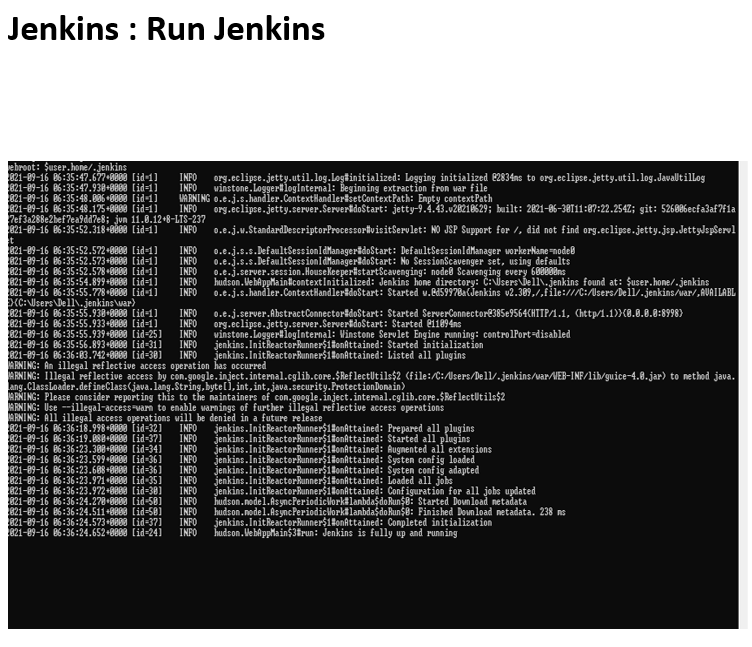 Jenkins : Run Jenkins
webroot: $user.home/.jenkins
2021-09-16 06:35:47.677+0000 [id=1] INFO org.eclipse.jetty.util.log.Log#initialized: Logging initialized @2834ms to org.eclipse.jetty.util.log.JavaUtilLog
2021-09-16 06:35:47.930+0000 [id=1] INFO winstone.Logger#logInternal: Beginning extraction from war file
2021-09-16 06:35:48.006+0000 [id=1] WARNING o.e.j.s.handler.ContextHandler#setContextPath: Empty contextPath
2021-09-16 06:35:48.175+0000 [id=1] INFO org.eclipse.jetty.server.Server#doStart: jetty-9.4.43.v20210629; built: 2021-06-30T11:07:22.254Z; git: 526006ecfa3af7f1a
27ef3a288e2bef7ea9dd7e8; jvm 11.0.12+8-LTS-237
2021-09-16 06:35:52.318+0000 [id=1] INFO o.e.j.w.StandardDescriptorProcessor#visitServlet: NO JSP Support for /, did not find org.eclipse.jetty.jsp.JettyJspServl
et
2021-09-16 06:35:52.572+0000 [id=1] INFO o.e.j.s.s.DefaultSessionIdManager#doStart: DefaultSessionIdManager workerName=node0
2021-09-16 06:35:52.573+0000 [id=1] INFO o.e.j.s.s.DefaultSessionIdManager#doStart: No SessionScavenger set, using defaults
2021-09-16 06:35:52.578+0000 [id=1] INFO o.e.j.server.session.HouseKeeper#startScavenging: node0 Scavenging every 600000ms
2021-09-16 06:35:54.899+0000 [id=1] INFO hudson.WebAppMain#contextInitialized: Jenkins home directory: C:\Users\Dell\.jenkins found at: $user.home/.jenkins
2021-09-16 06:35:55.778+0000 [id=1] INFO o.e.j.s.handler.ContextHandler#doStart: Started w.@d59970a{Jenkins v2.309,/,file:///C:/Users/Dell/.jenkins/war/,AVAILABL
E}{C:\Users\Dell\.jenkins\war}
2021-09-16 06:35:55.930+0000 [id=1] INFO o.e.j.server.AbstractConnector#doStart: Started ServerConnector@385e9564{HTTP/1.1, (http/1.1)}{0.0.0.0:8998}
2021-09-16 06:35:55.933+0000 [id=1] INFO org.eclipse.jetty.server.Server#doStart: Started @11094ms
2021-09-16 06:35:55.939+0000 [id=25] INFO winstone.Logger#logInternal: Winstone Servlet Engine running: controlPort=disabled
2021-09-16 06:35:56.893+0000 [id=31] INFO jenkins.InitReactorRunner$1#onAttained: Started initialization
2021-09-16 06:36:03.742+0000 [id=30] INFO jenkins.InitReactorRunner$1#onAttained: Listed all plugins
WARNING: An illegal reflective access operation has occurred
WARNING: Illegal reflective access by com.google.inject.internal.cglib.core.$ReflectUtils$2 (file:/C:/Users/Dell/.jenkins/war/WEB-INF/lib/guice-4.0.jar) to method java.
lang.ClassLoader.defineClass(java.lang.String,byte[],int,int,java.security.ProtectionDomain)
WARNING: Please consider reporting this to the maintainers of com.google.inject.internal.cglib.core.$ReflectUtils$2
WARNING: Use --illegal-access=warn to enable warnings of further illegal reflective access operations
WARNING: All illegal access operations will be denied in a future release
2021-09-16 06:36:18.998+0000 [id=32] INFO jenkins.InitReactorRunner$1#onAttained: Prepared all plugins
2021-09-16 06:36:19.080+0000 [id=37] INFO jenkins.InitReactorRunner$1#onAttained: Started all plugins
2021-09-16 06:36:23.300+0000 [id=34] INFO jenkins.InitReactorRunner$1#onAttained: Augmented all extensions
2021-09-16 06:36:23.599+0000 [id=36] INFO jenkins.InitReactorRunner$1#onAttained: System config loaded
2021-09-16 06:36:23.608+0000 [id=36] INFO jenkins.InitReactorRunner$1#onAttained: System config adapted
2021-09-16 06:36:23.971+0000 [id=35] INFO jenkins.InitReactorRunner$1#onAttained: Loaded all jobs
2021-09-16 06:36:23.972+0000 [id=30] INFO jenkins.InitReactorRunner$1#onAttained: Configuration for all jobs updated
2021-09-16 06:36:24.270+0000 [id=50] INFO hudson.model.AsyncPeriodicWork#lambda$doRun$0: Started Download metadata
2021-09-16 06:36:24.511+0000 [id=50] INFO hudson.model.AsyncPeriodicWork#lambda$doRun$0: Finished Download metadata. 238 ms
2021-09-16 06:36:24.573+0000 [id=37] INFO jenkins.InitReactorRunner$1#onAttained: Completed initialization
2021-09-16 06:36:24.652+0000 [id=24] INFO hudson.WebAppMain$3#run: Jenkins is fully up and running